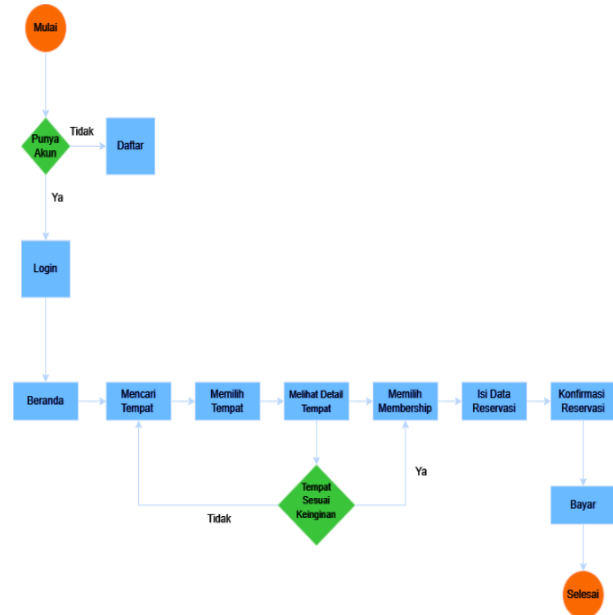 Mulai
Punya
Akun
Tidak
Daftar
Ya
Login
Beranda
Mencari
Tempat
Memilih
Tempat
Melihat Detail
Tempat
Memilih
Membership
Isi Data
Reservasi
Konfirmasi
Reservasi
Tempat
Sesuai
Keinginan
Tidak
Ya
Bayar
Selesai